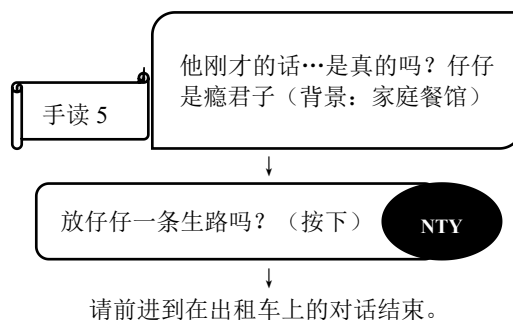 他刚才的话…是真的吗？仔仔
是瘾君子（背景：家庭餐馆）
手读 5
放仔仔一条生路吗？（按下）
NTY
请前进到在出租车上的对话结束。